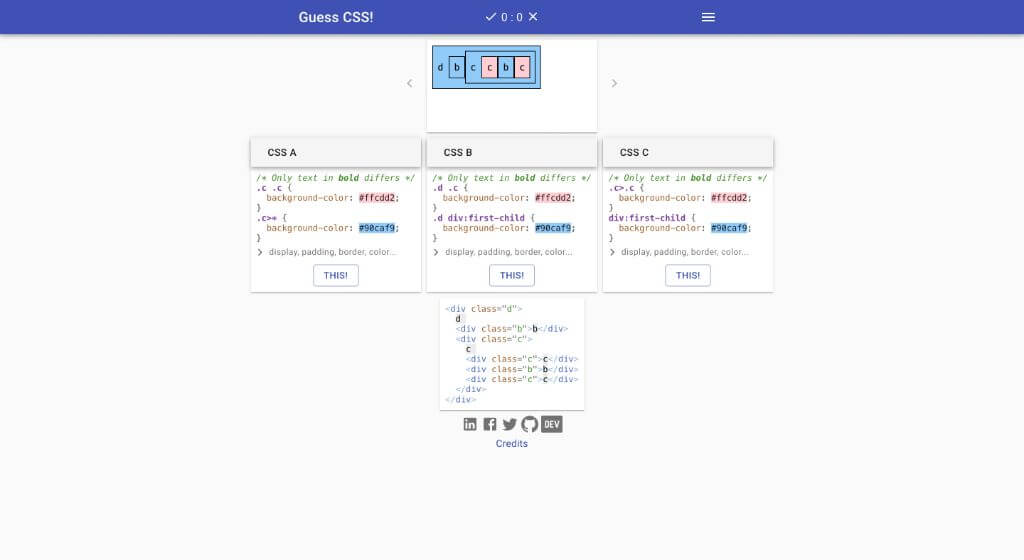 Guess CSS!
0 : 0
d b c c b c
CSS A
/* Only text in bold differs */
.c .c {
background-color: #ffcdd2;
}
.c>* {
background-color: #90caf9;
}
display, padding, border, color...
THIS!
CSS B
/* Only text in bold differs */
.d .c {
background-color: #ffcdd2;
}
.d div:first-child {
background-color: #90caf9;
}
display, padding, border, color...
THIS!
CSS C
/* Only text in bold differs */
.c>.c {
background-color: #ffcdd2;
}
div:first-child {
background-color: #90caf9;
}
display, padding, border, color...
THIS!
<div class="d">
d
<div class="b">b</div>
<div class="c">
c
<div class="c">c</div>
<div class="b">b</div>
<div class="c">c</div>
</div>
</div>
in f DEV
Credits